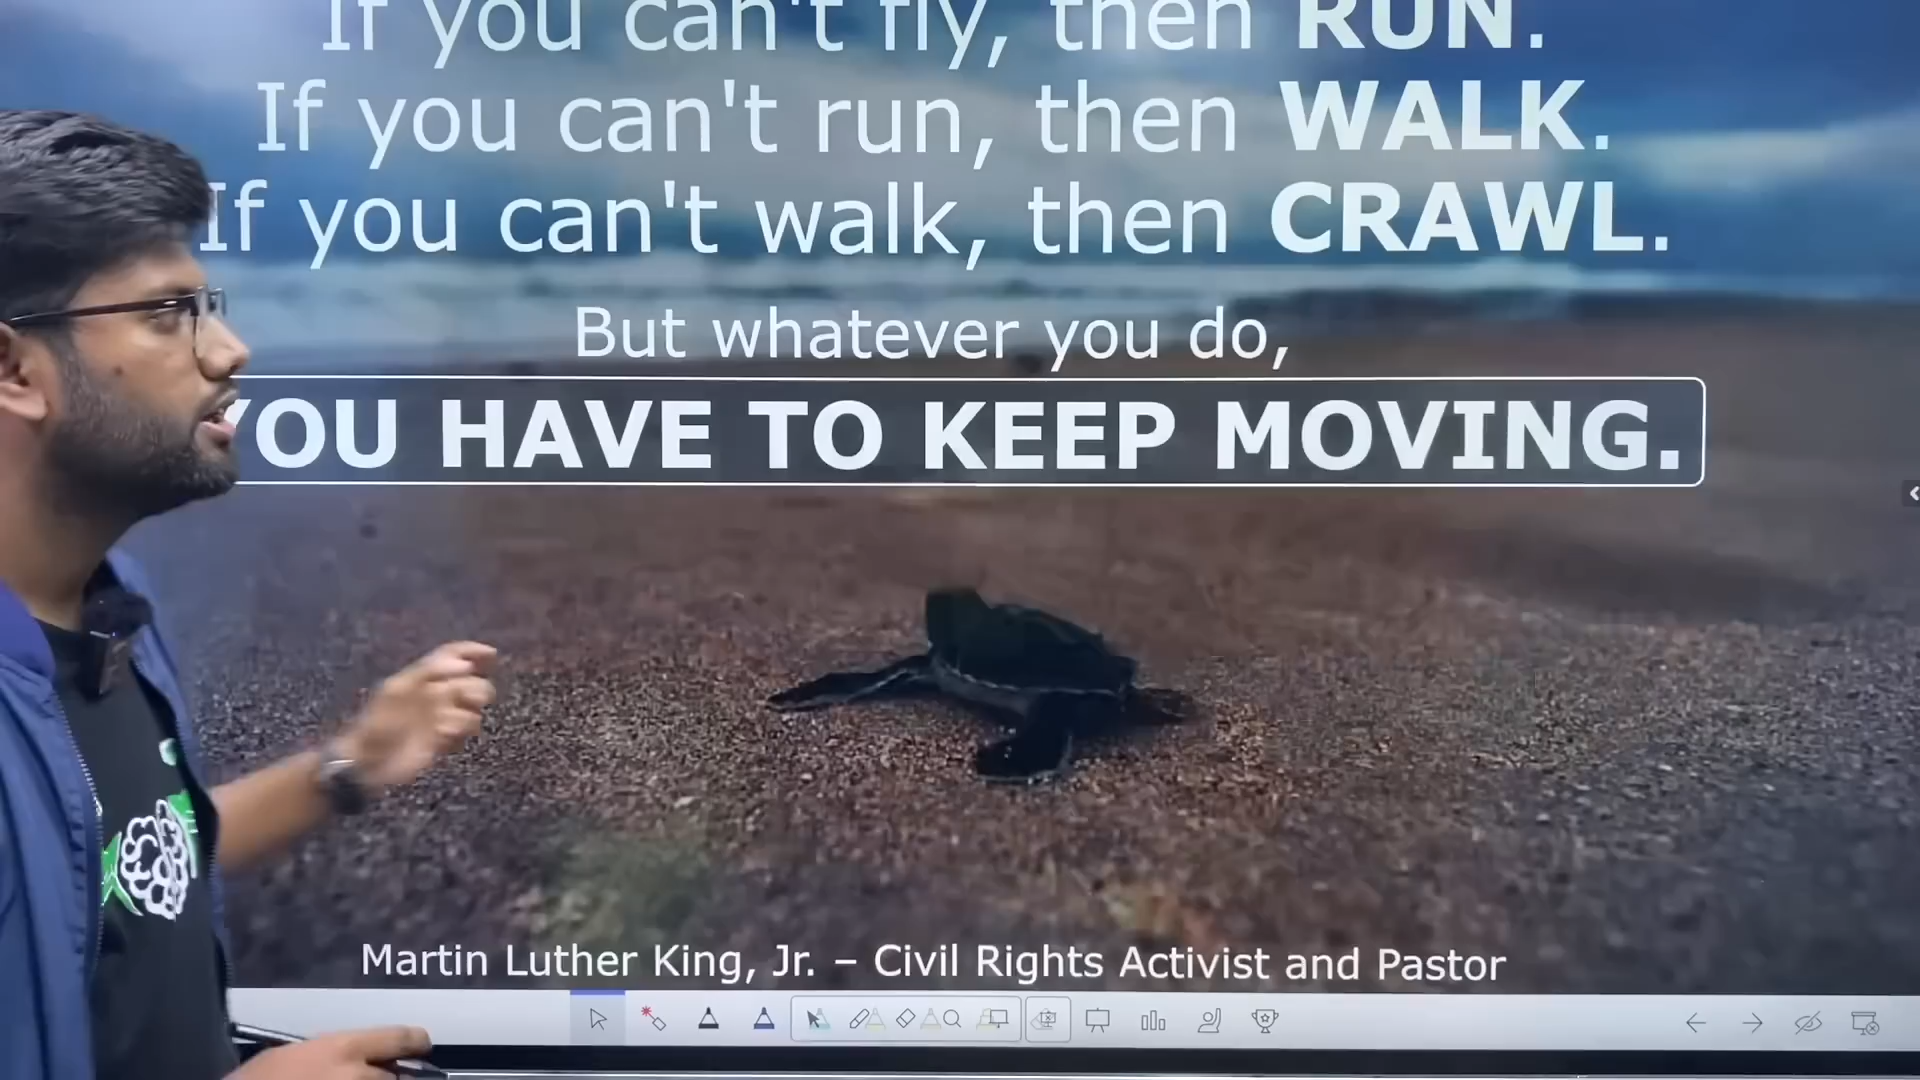 If you can't fly, then RUN.
If you can't run, then WALK.
If you can't walk, then CRAWL.
But whatever you do,
YOU HAVE TO KEEP MOVING.
Martin Luther King, Jr. – Civil Rights Activist and Pastor